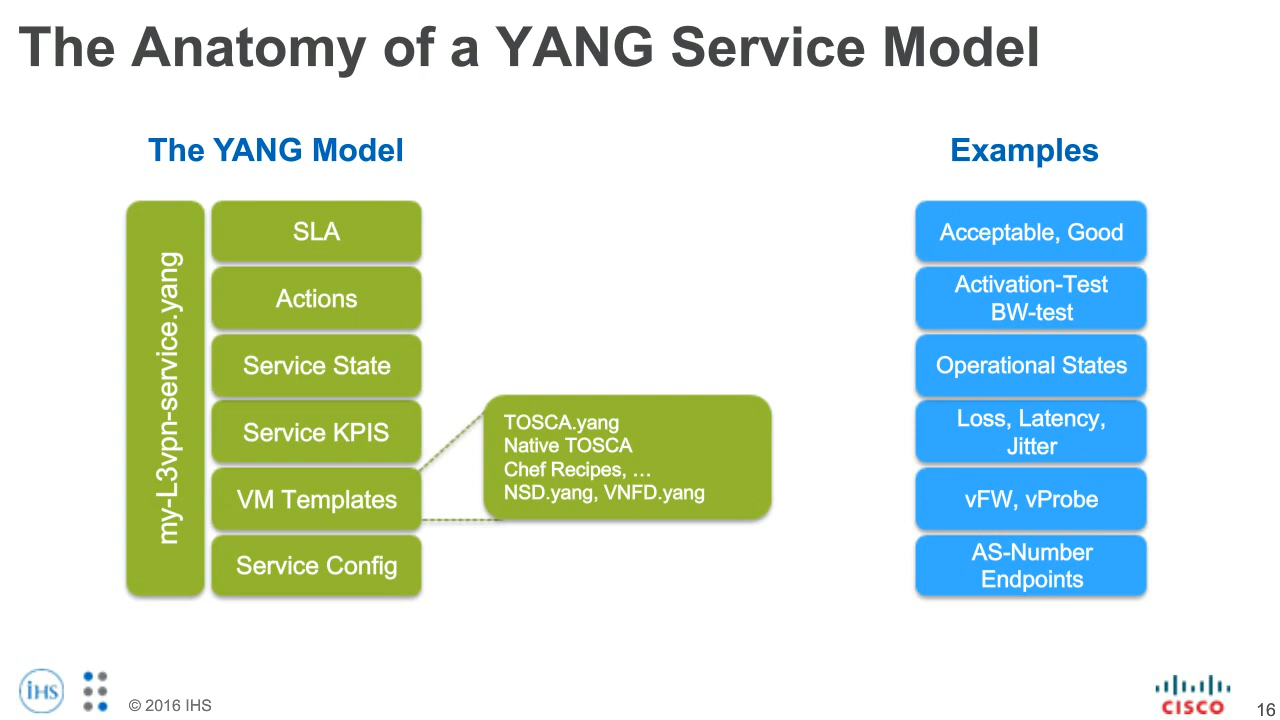 The Anatomy of a YANG Service Model
The YANG Model
Examples
my-L3vpn-service.yang
SLA
Actions
Service State
Service KPIS
VM Templates
Service Config
TOSCA.yang
Native TOSCA
Chef Recipes, …
NSD.yang, VNFD.yang
Acceptable, Good
Activation-Test
BW-test
Operational States
Loss, Latency,
Jitter
vFW, vProbe
AS-Number
Endpoints
iHS
© 2016 IHS
CISCO
16